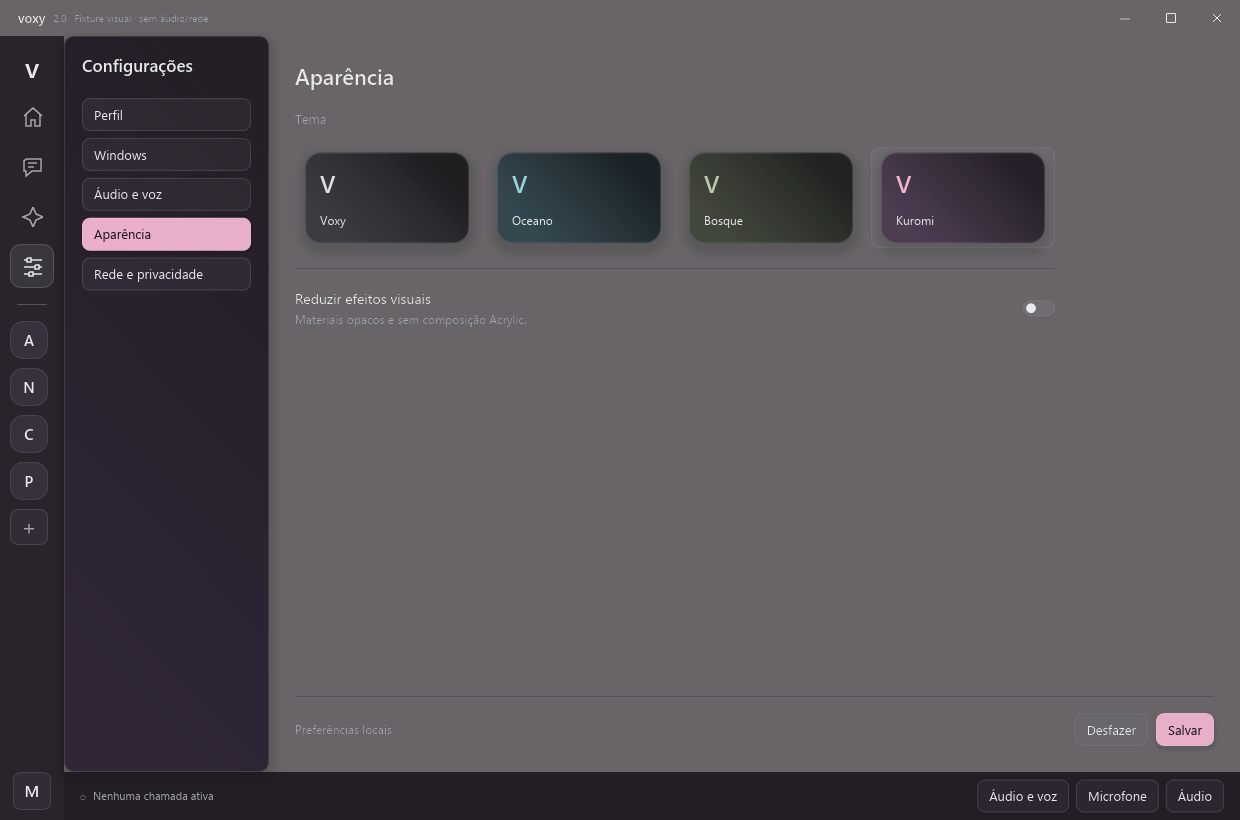 voxy 2.0 Fixture visual · sem áudio/rede
V
Configurações
Perfil
Windows
Áudio e voz
Aparência
Rede e privacidade
A
N
C
P
+
M
Aparência
Tema
V
Voxy
V
Oceano
V
Bosque
V
Kuromi
Reduzir efeitos visuais
Materiais opacos e sem composição Acrylic.
Preferências locais
Desfazer
Salvar
Nenhuma chamada ativa
Áudio e voz
Microfone
Áudio